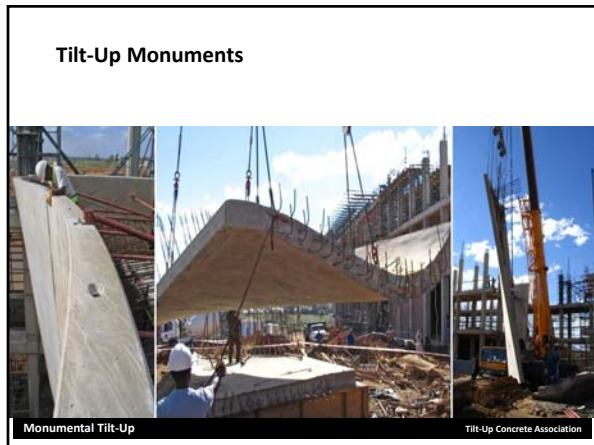 Tilt-Up Monuments
Monumental Tilt-Up
Tilt-Up Concrete Association